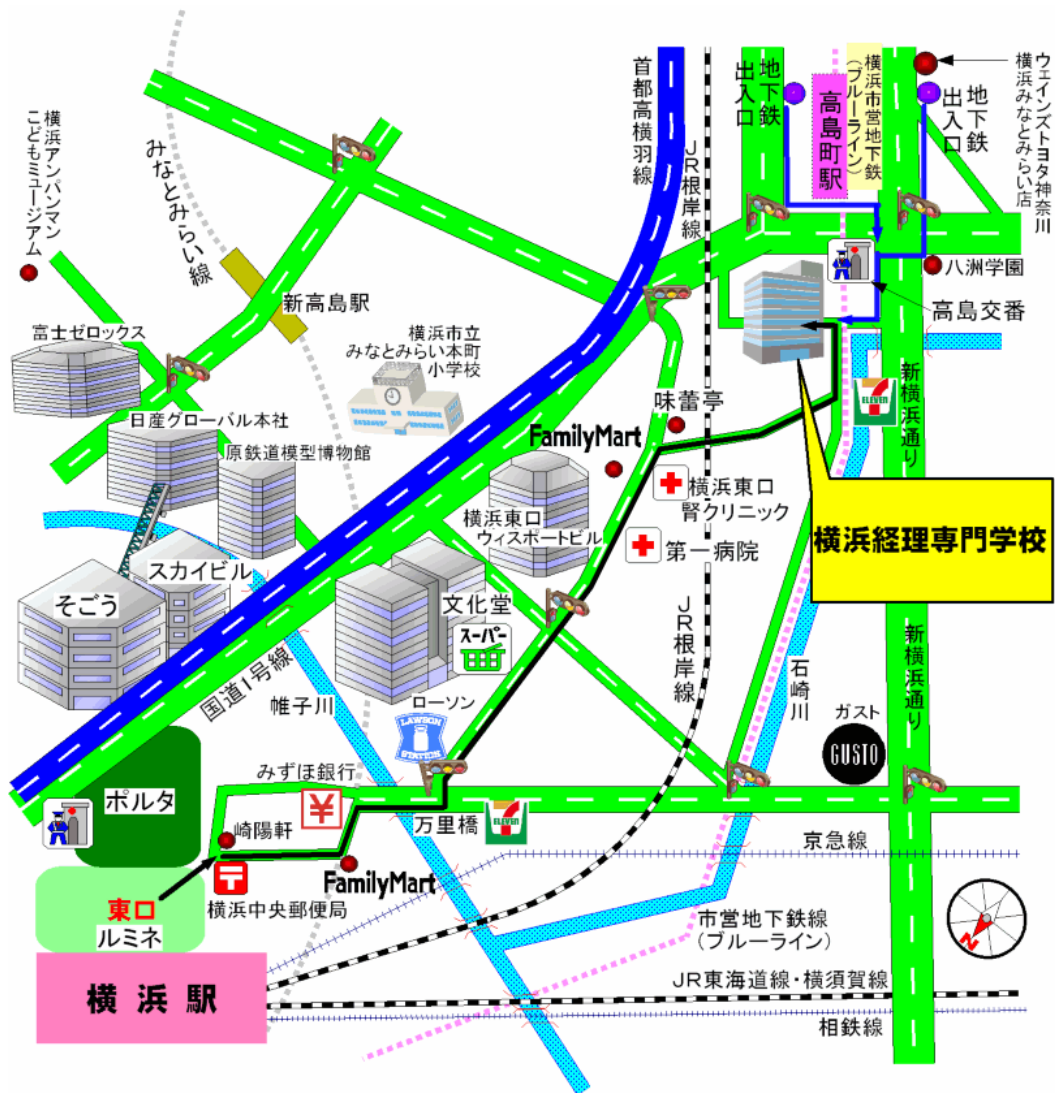 横浜アンパンマン
こどもミュージアム
みなとみらい線
首都高横羽線
JR根岸線
地下鉄
出入口
高島町駅
横浜市営地下鉄
(ブルーライン)
地下鉄
出入口
ウェインズトヨタ神奈川
横浜みなとみらい店
新高島駅
富士ゼロックス
横浜市立
みなとみらい本町
小学校
八洲学園
高島交番
日産グローバル本社
原鉄道模型博物館
味蕾亭
FamilyMart
ELEVEN
新横浜通り
横浜東口
腎クリニック
横浜東口
ウィスポートビル
第一病院
横浜経理専門学校
スカイビル
そごう
文化堂
スーパー
国道1号線
帷子川
ローソン
LAWSON
STATION
JR根岸線
石崎川
新横浜通り
ガスト
GUSTO
みずほ銀行
ポルタ
崎陽軒
万里橋
ELEVEN
京急線
FamilyMart
横浜中央郵便局
東口
ルミネ
市営地下鉄線
(ブルーライン)
N
横浜駅
JR東海道線・横須賀線
相鉄線